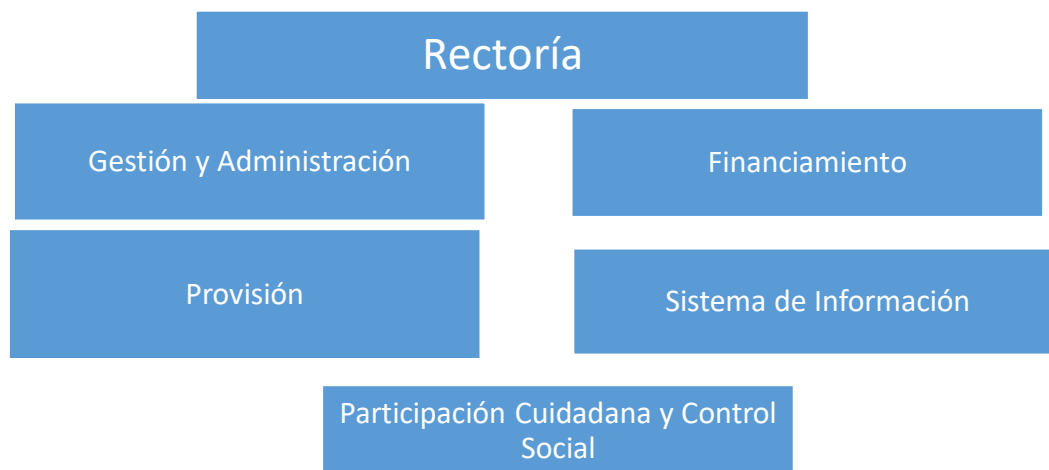 Rectoría
Gestión y Administración
Financiamiento
Provisión
Sistema de Información
Participación Cuidadana y Control
Social